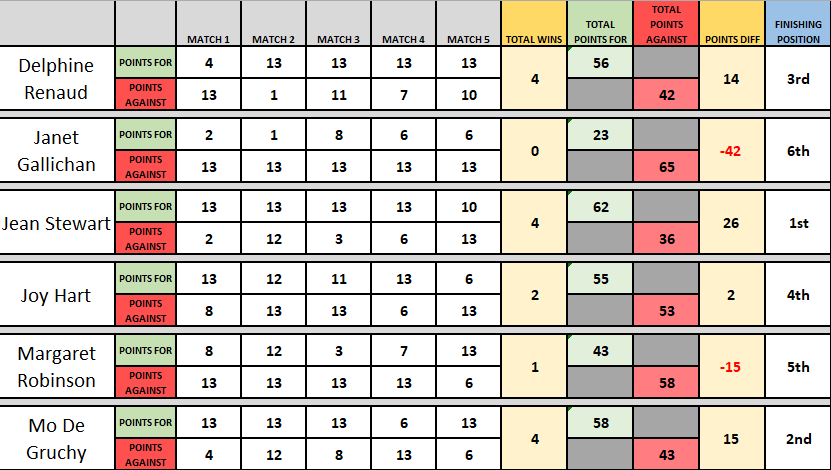 MATCH 1 MATCH 2 MATCH 3 MATCH 4 MATCH 5 TOTAL WINS TOTAL POINTS FOR TOTAL POINTS AGAINST POINTS DIFF FINISHING POSITION
Delphine Renaud
POINTS FOR 4 13 13 13 13 4 56 14 3rd
POINTS AGAINST 13 1 11 7 10 42
Janet Gallichan
POINTS FOR 2 1 8 6 6 0 23 -42 6th
POINTS AGAINST 13 13 13 13 13 65
Jean Stewart
POINTS FOR 13 13 13 13 10 4 62 26 1st
POINTS AGAINST 2 12 3 6 13 36
Joy Hart
POINTS FOR 13 12 11 13 6 2 55 2 4th
POINTS AGAINST 8 13 13 6 13 53
Margaret Robinson
POINTS FOR 8 12 3 7 13 1 43 -15 5th
POINTS AGAINST 13 13 13 13 6 58
Mo De Gruchy
POINTS FOR 13 13 13 6 13 4 58 15 2nd
POINTS AGAINST 4 12 8 13 6 43